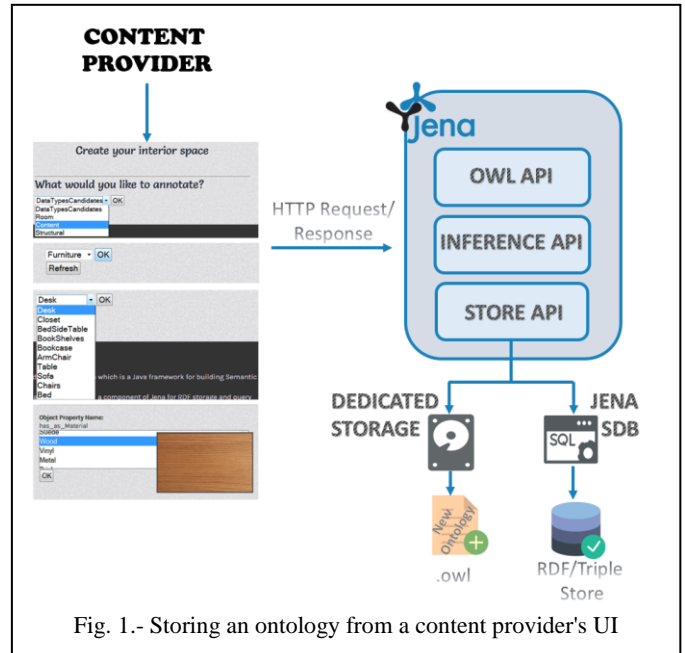 CONTENT
PROVIDER
Create your interior space
What would you like to annotate?
DataTypesCandidates OK
DataTypesCandidates
Room
Content
Structural
Furniture OK
Refresh
Desk OK
Desk
Closet
BedSideTable
BookShelves
Bookcase
ArmChair
Table
Sofa
Chairs
Bed
which is a Java framework for building Semantic
a component of Jena for RDF storage and query
Object Property Name:
has_as_Material
Suede
Wood
Vinyl
Metal
OK
HTTP Request/
Response
Jena
OWL API
INFERENCE API
STORE API
DEDICATED
STORAGE
JENA
SDB
SQL
New
Ontology
.owl
RDF/Triple
Store
Fig. 1.- Storing an ontology from a content provider's UI